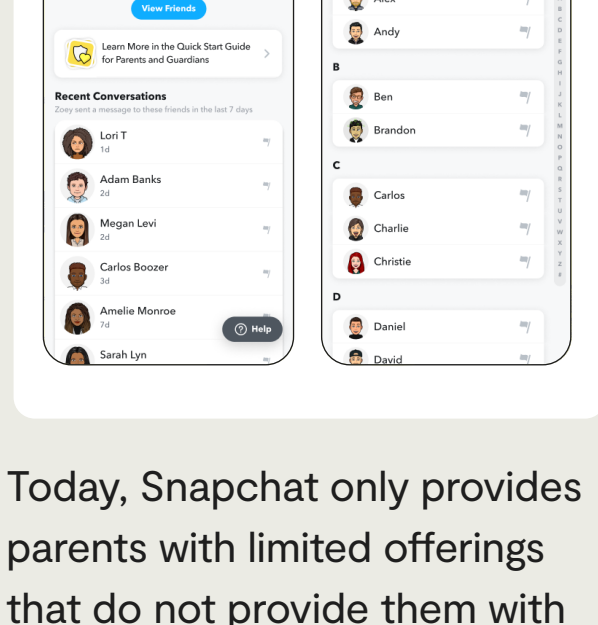 View Friends
Learn More in the Quick Start Guide
for Parents and Guardians
Recent Conversations
Zoey sent a message to these friends in the last 7 days
Lori T
1d
Adam Banks
2d
Megan Levi
2d
Carlos Boozer
3d
Amelie Monroe
7d
Help
Sarah Lyn
Alex
Andy
B
Ben
Brandon
C
Carlos
Charlie
Christie
D
Daniel
David
B
C
D
E
F
G
H
I
J
K
L
M
N
O
P
Q
R
S
T
U
V
W
X
Y
Z
#
Today, Snapchat only provides
parents with limited offerings
that do not provide them with